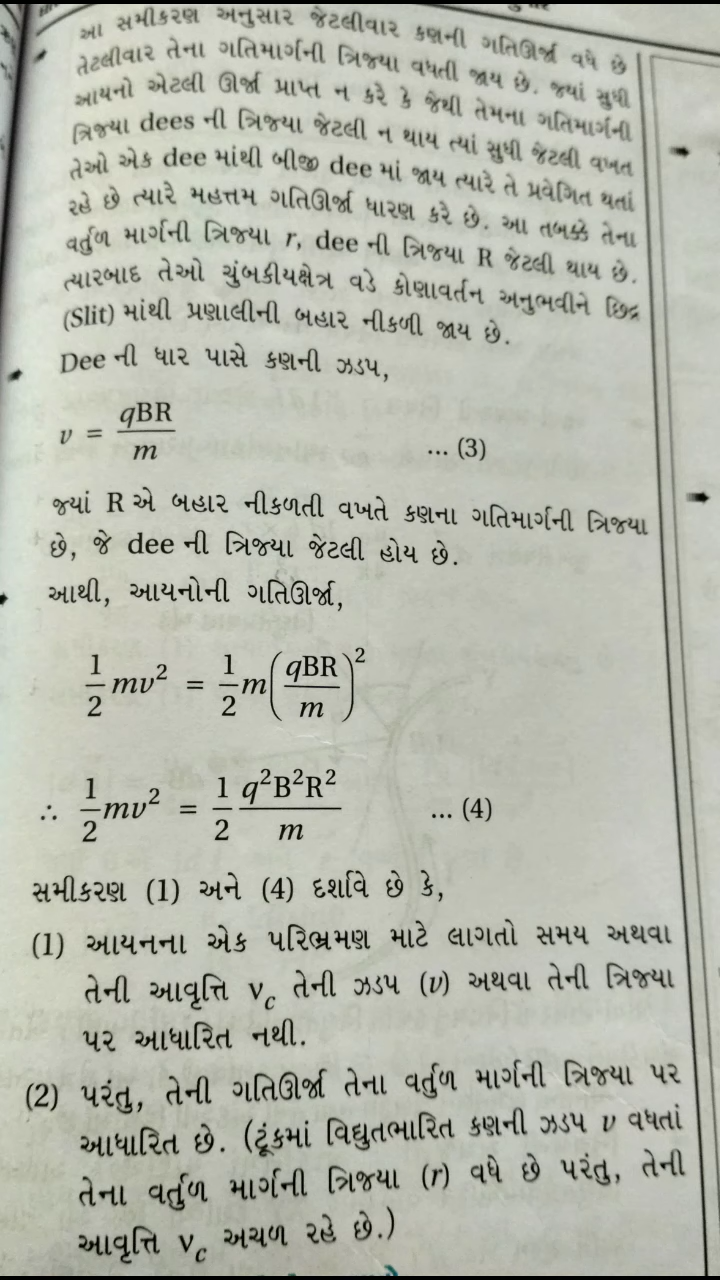 આ સમીકરણ અનુસાર જેટલીવાર કણની ગતિઊર્જા વધે છે
તેટલીવાર તેના ગતિમાર્ગની ત્રિજ્યા વધતી જાય છે. જ્યાં સુધી
આયનો એટલી ઊર્જા પ્રાપ્ત ન કરે કે જેથી તેમના ગતિમાર્ગની
ત્રિજ્યા dees ની ત્રિજ્યા જેટલી ન થાય ત્યાં સુધી જેટલી વખત
તેઓ એક dee માંથી બીજી dee માં જાય ત્યારે તે પ્રવેગિત થતાં
રહે છે ત્યારે મહત્તમ ગતિઊર્જા ધારણ કરે છે. આ તબક્કે તેના
વર્તુળ માર્ગની ત્રિજ્યા r, dee ની ત્રિજ્યા R જેટલી થાય છે.
ત્યારબાદ તેઓ ચુંબકીયક્ષેત્ર વડે કોણાવર્તન અનુભવીને છિદ્ર
(Slit) માંથી પ્રણાલીની બહાર નીકળી જાય છે.
Dee ની ધાર પાસે કણની ઝડપ,
v = qBR/m ... (3)
જ્યાં R એ બહાર નીકળતી વખતે કણના ગતિમાર્ગની ત્રિજ્યા
છે, જે dee ની ત્રિજ્યા જેટલી હોય છે.
આથી, આયનોની ગતિઊર્જા,
1/2 mv² = 1/2 m(qBR/m)²
∴ 1/2 mv² = 1/2 q²B²R²/m ... (4)
સમીકરણ (1) અને (4) દર્શાવે છે કે,
(1) આયનના એક પરિભ્રમણ માટે લાગતો સમય અથવા
તેની આવૃત્તિ ν_c તેની ઝડપ (v) અથવા તેની ત્રિજ્યા
પર આધારિત નથી.
(2) પરંતુ, તેની ગતિઊર્જા તેના વર્તુળ માર્ગની ત્રિજ્યા પર
આધારિત છે. (ટૂંકમાં વિદ્યુતભારિત કણની ઝડપ v વધતાં
તેના વર્તુળ માર્ગની ત્રિજ્યા (r) વધે છે પરંતુ, તેની
આવૃત્તિ ν_c અચળ રહે છે.)